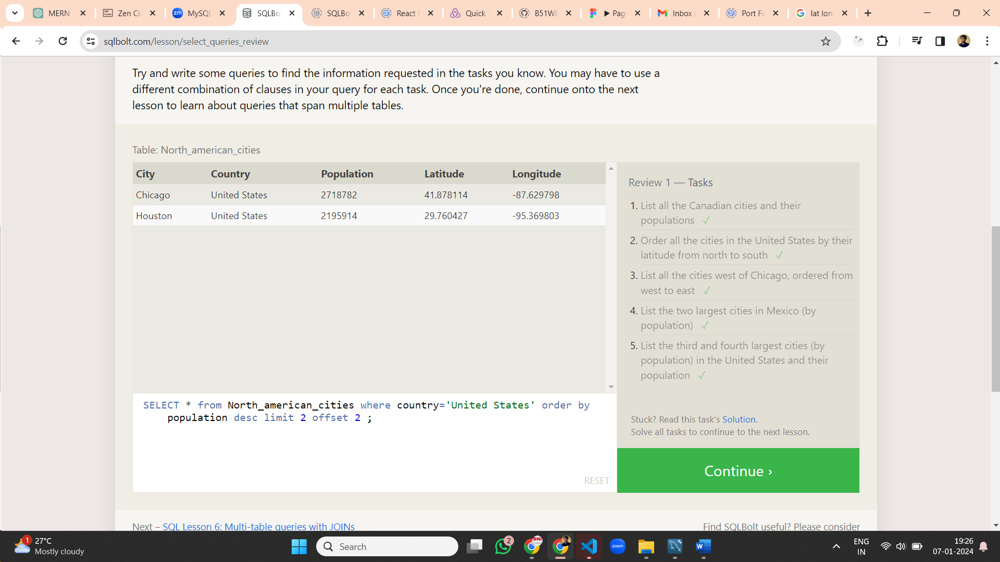 MERN
Zen Cl
MySQL
SQLBo
SQLBo
React F
Quick
B51WE
Pag
Inbox
Port Fo
lat lon
sqlbolt.com/lesson/select_queries_review
Try and write some queries to find the information requested in the tasks you know. You may have to use a
different combination of clauses in your query for each task. Once you're done, continue onto the next
lesson to learn about queries that span multiple tables.
Table: North_american_cities
City Country Population Latitude Longitude
Chicago United States 2718782 41.878114 -87.629798
Houston United States 2195914 29.760427 -95.369803
Review 1 — Tasks
1. List all the Canadian cities and their
populations ✓
2. Order all the cities in the United States by their
latitude from north to south ✓
3. List all the cities west of Chicago, ordered from
west to east ✓
4. List the two largest cities in Mexico (by
population) ✓
5. List the third and fourth largest cities (by
population) in the United States and their
population ✓
SELECT * from North_american_cities where country='United States' order by
population desc limit 2 offset 2 ;
RESET
Stuck? Read this task's Solution.
Solve all tasks to continue to the next lesson.
Continue ›
Next – SQL Lesson 6: Multi-table queries with JOINs
Find SQLBolt useful? Please consider
1
27°C
Mostly cloudy
Search
2
BNI
zoom
W
ENG
IN
19:26
07-01-2024